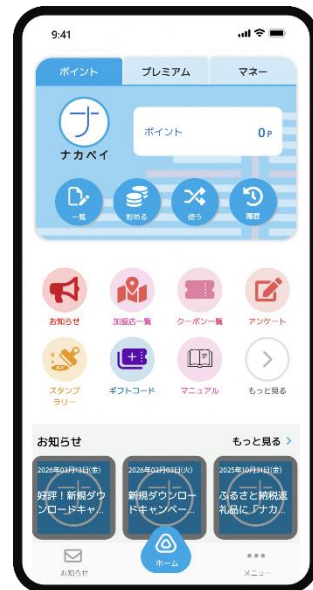 9:41
ポイント
プレミアム
マネー
ナ
ナカペイ
ポイント
0P
一覧
貯める
使う
履歴
お知らせ
加盟店一覧
クーポン一覧
アンケート
スタンプ
ラリー
ギフトコード
マニュアル
もっと見る
お知らせ
もっと見る
2026年03月13日(金)
好評！新規ダウ
ンロードキャ...
2026年02月03日(火)
新規ダウンロー
ドキャンペー...
2025年10月31日(金)
ふるさと納税返
礼品に「ナカ...
お知らせ
ホーム
メニュー